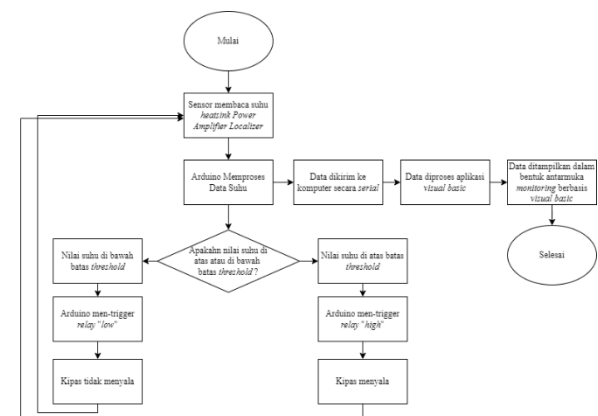 Mulai
Sensor membaca suhu
heatsink Power
Amplifier Localizer
Arduino Memproses
Data Suhu
Data dikirim ke
komputer secara serial
Data diproses aplikasi
visual basic
Data ditampilkan dalam
bentuk antarmuka
monitoring berbasis
visual basic
Selesai
Apakahn nilai suhu di
atas atau di bawah
batas threshold?
Nilai suhu di bawah
batas threshold
Nilai suhu di atas batas
threshold
Arduino men-trigger
relay "low"
Arduino men-trigger
relay "high"
Kipas tidak menyala
Kipas menyala